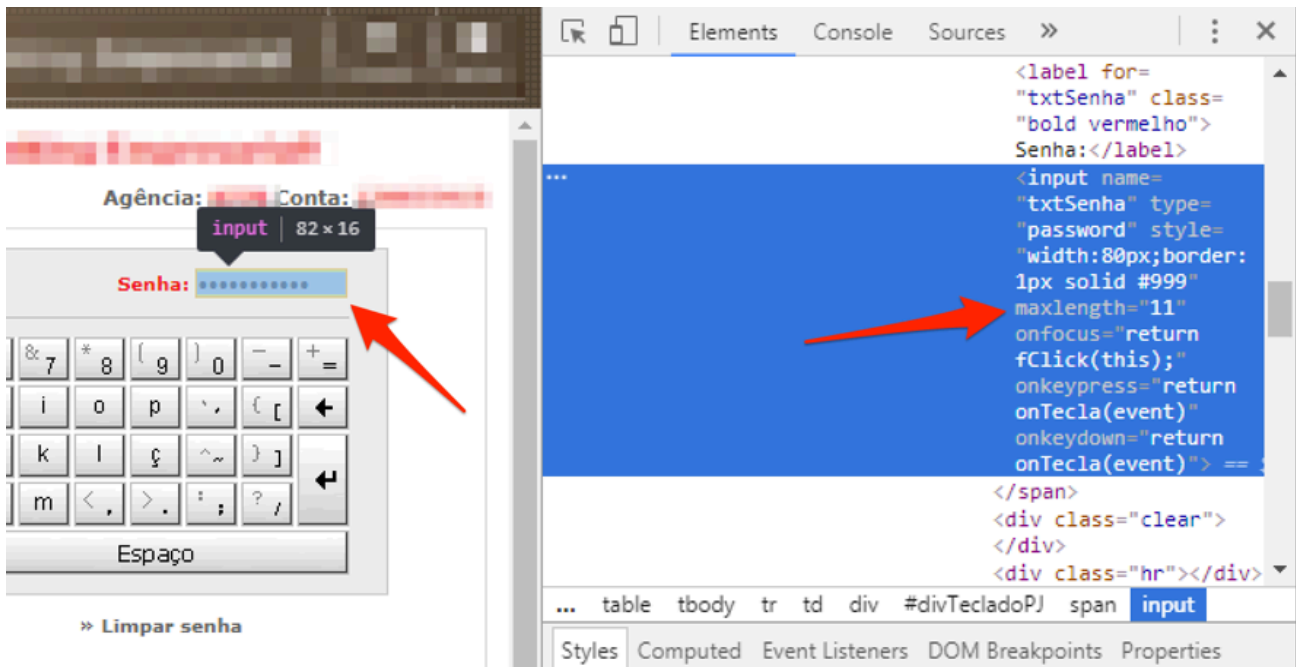 Agência: Conta:
input 82 × 16
Senha: •••••••••••
& 7 * 8 ( 9 ) 0 _ - + =
i o p ` ´ { [ ←
k l ç ^ ~ } ] ↵
m < , > . : ; ? /
Espaço
» Limpar senha
Elements Console Sources »
<label for=
"txtSenha" class=
"bold vermelho">
Senha:</label>
...
<input name=
"txtSenha" type=
"password" style=
"width:80px;border:
1px solid #999"
maxlength="11"
onfocus="return
fClick(this);"
onkeypress="return
onTecla(event)"
onkeydown="return
onTecla(event)"> ==
</span>
<div class="clear">
</div>
<div class="hr"></div>
... table tbody tr td div #divTecladoPJ span input
Styles Computed Event Listeners DOM Breakpoints Properties